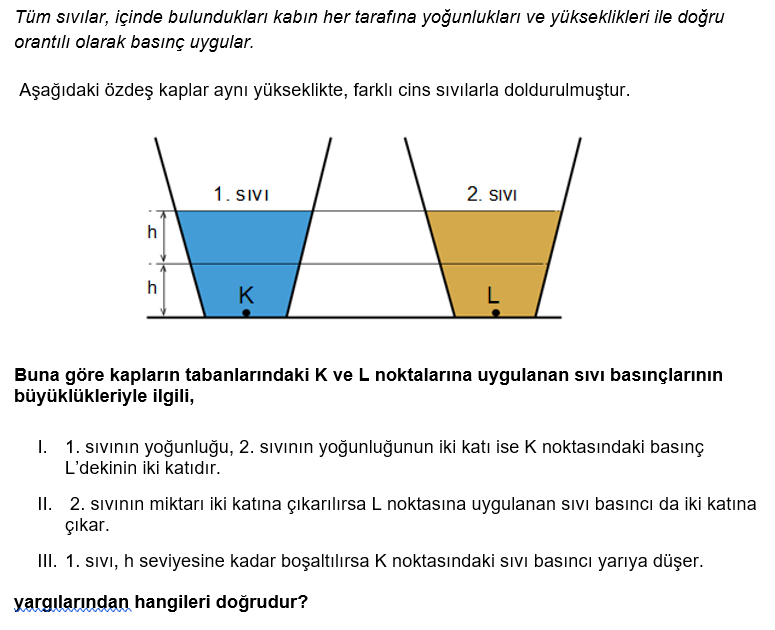 Tüm sıvılar, içinde bulundukları kabın her tarafına yoğunlukları ve yükseklikleri ile doğru
orantılı olarak basınç uygular.
Aşağıdaki özdeş kaplar aynı yükseklikte, farklı cins sıvılarla doldurulmuştur.
1. SIVI 2. SIVI
h
h
K L
Buna göre kapların tabanlarındaki K ve L noktalarına uygulanan sıvı basınçlarının
büyüklükleriyle ilgili,
I. 1. sıvının yoğunluğu, 2. sıvının yoğunluğunun iki katı ise K noktasındaki basınç
L’dekinin iki katıdır.
II. 2. sıvının miktarı iki katına çıkarılırsa L noktasına uygulanan sıvı basıncı da iki katına
çıkar.
III. 1. sıvı, h seviyesine kadar boşaltılırsa K noktasındaki sıvı basıncı yarıya düşer.
yargılarından hangileri doğrudur?